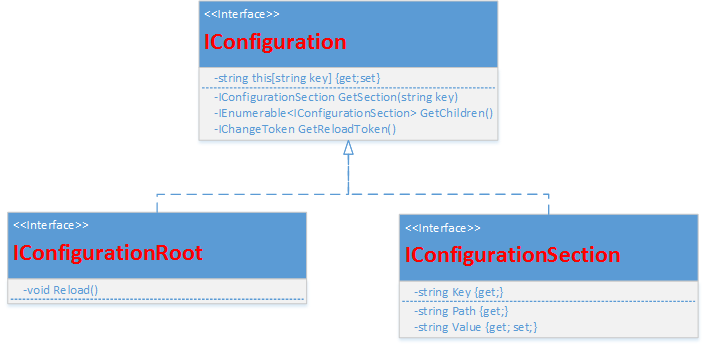 <<Interface>>
IConfiguration
-string this[string key] {get;set}
-IConfigurationSection GetSection(string key)
-IEnumerable<IConfigurationSection> GetChildren()
-IChangeToken GetReloadToken()
<<Interface>>
IConfigurationRoot
-void Reload()
<<Interface>>
IConfigurationSection
-string Key {get;}
-string Path {get;}
-string Value {get; set;}